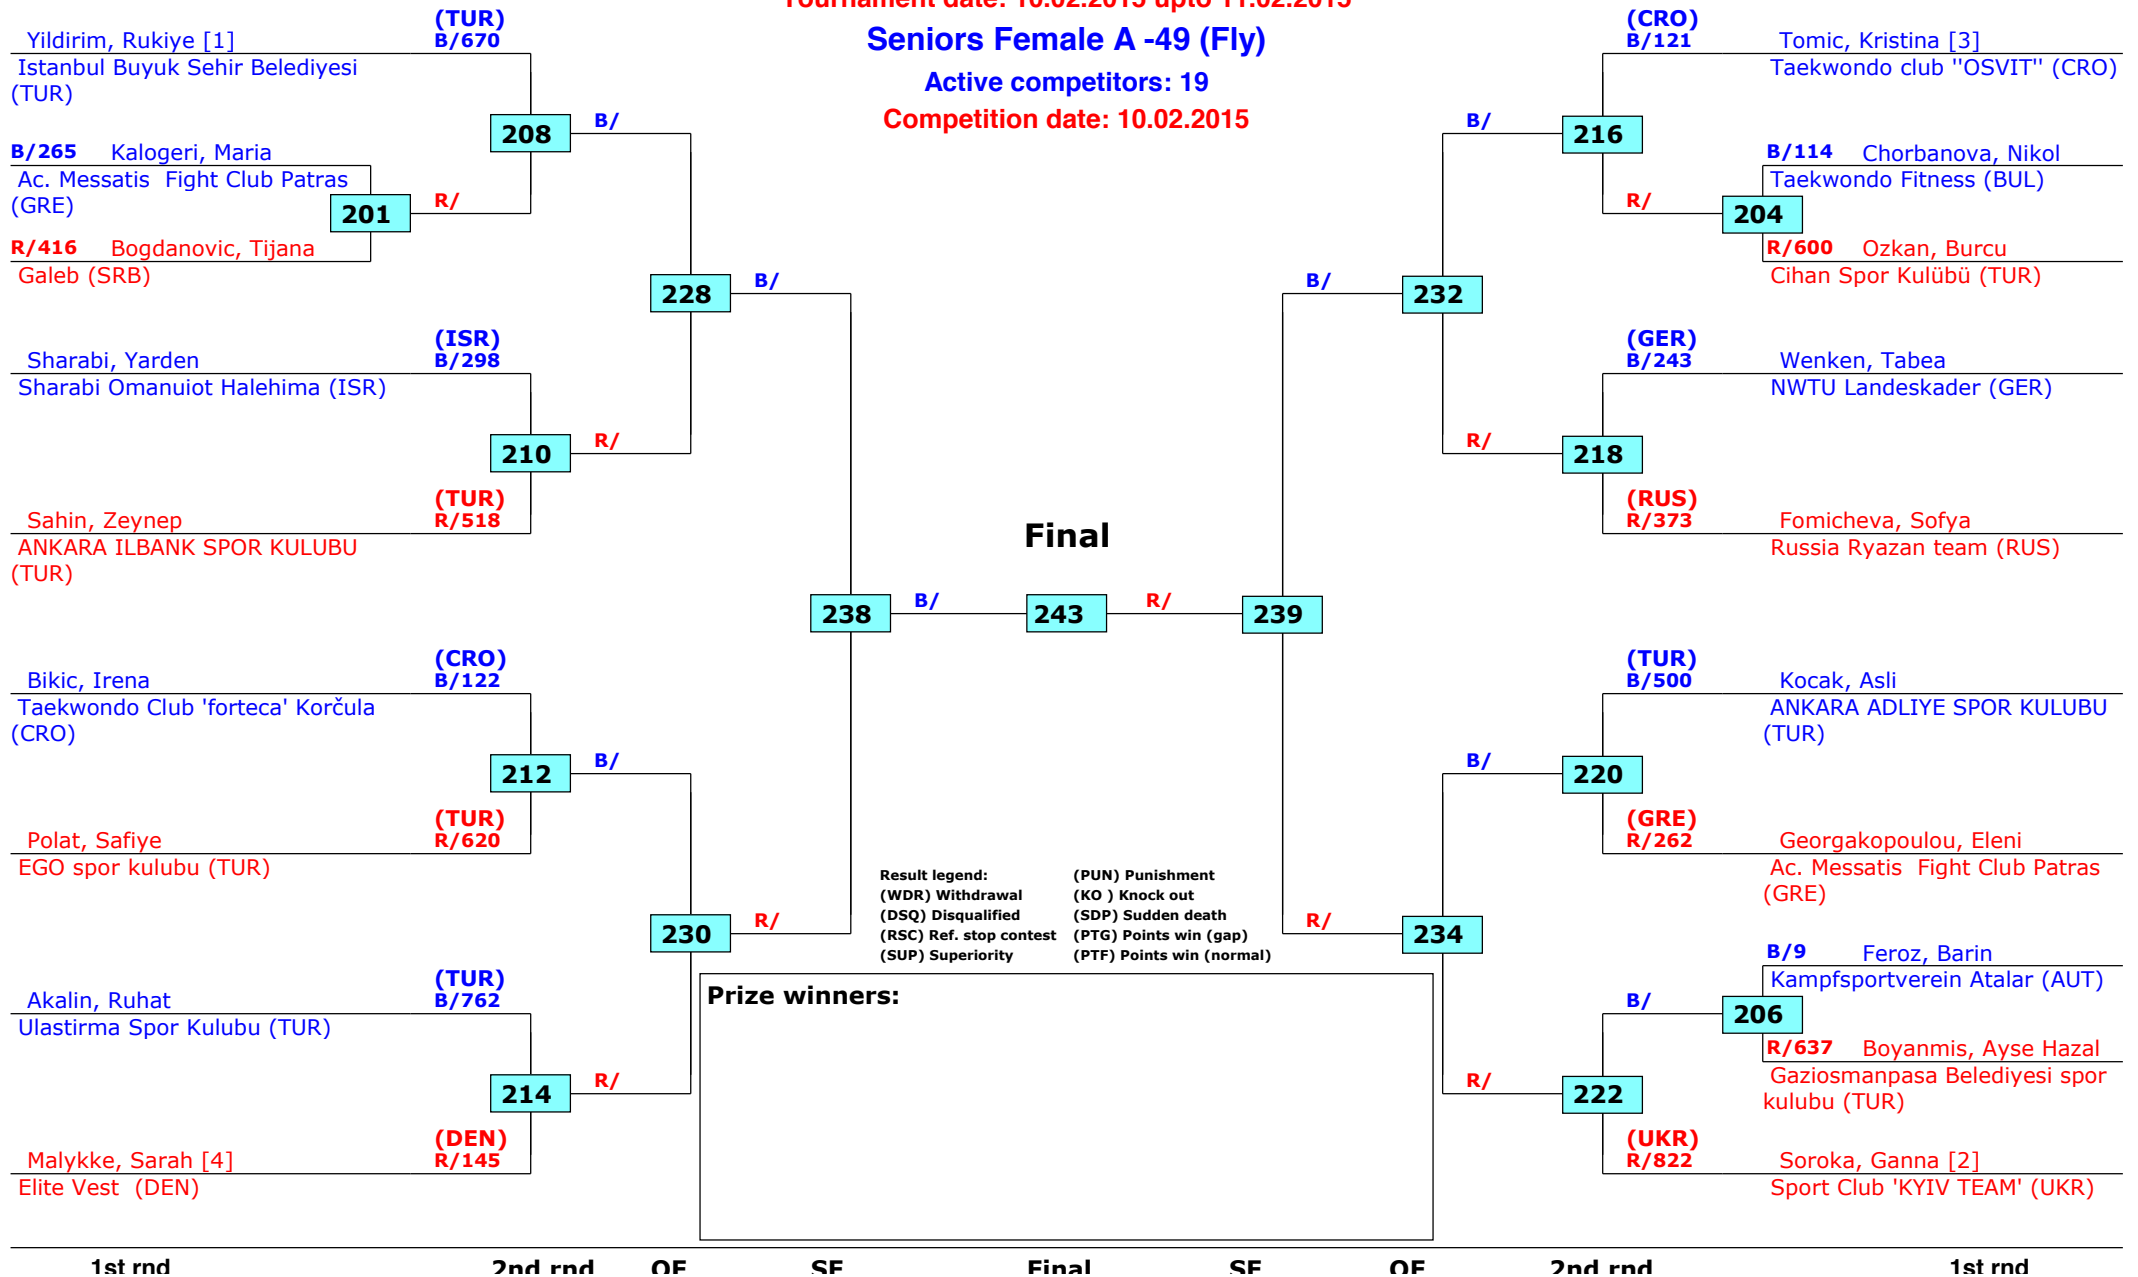 Tournament date: 10.02.2015 upto 11.02.2015
Seniors Female A -49 (Fly)
Active competitors: 19
Competition date: 10.02.2015
Yildirim, Rukiye [1]
(TUR)
B/670
Istanbul Buyuk Sehir Belediyesi
(TUR)
208
B/
B/265 Kalogeri, Maria
Ac. Messatis Fight Club Patras
(GRE)
201
R/
R/416 Bogdanovic, Tijana
Galeb (SRB)
228
B/
Sharabi, Yarden
(ISR)
B/298
Sharabi Omanuiot Halehima (ISR)
210
R/
Sahin, Zeynep
(TUR)
R/518
ANKARA ILBANK SPOR KULUBU
(TUR)
238
B/
Bikic, Irena
(CRO)
B/122
Taekwondo Club 'forteca' Korčula
(CRO)
212
B/
Polat, Safiye
(TUR)
R/620
EGO spor kulubu (TUR)
230
R/
Akalin, Ruhat
(TUR)
B/762
Ulastirma Spor Kulubu (TUR)
214
R/
Malykke, Sarah [4]
(DEN)
R/145
Elite Vest (DEN)
Final
243
R/
239
(CRO)
B/121
Tomic, Kristina [3]
Taekwondo club "OSVIT" (CRO)
B/
216
B/114 Chorbanova, Nikol
Taekwondo Fitness (BUL)
R/
204
R/600 Ozkan, Burcu
Cihan Spor Kulübü (TUR)
B/
232
(GER)
B/243
Wenken, Tabea
NWTU Landeskader (GER)
R/
218
(RUS)
R/373
Fomicheva, Sofya
Russia Ryazan team (RUS)
(TUR)
B/500
Kocak, Asli
ANKARA ADLIYE SPOR KULUBU
(TUR)
B/
220
(GRE)
R/262
Georgakopoulou, Eleni
Ac. Messatis Fight Club Patras
(GRE)
R/
234
B/9 Feroz, Barin
Kampfsportverein Atalar (AUT)
B/
206
R/637 Boyanmis, Ayse Hazal
Gaziosmanpasa Belediyesi spor
kulubu (TUR)
R/
222
(UKR)
R/822
Soroka, Ganna [2]
Sport Club 'KYIV TEAM' (UKR)
Result legend: (PUN) Punishment
(WDR) Withdrawal (KO ) Knock out
(DSQ) Disqualified (SDP) Sudden death
(RSC) Ref. stop contest (PTG) Points win (gap)
(SUP) Superiority (PTF) Points win (normal)
Prize winners:
1st rnd 2nd rnd QF SF Final SF QF 2nd rnd 1st rnd